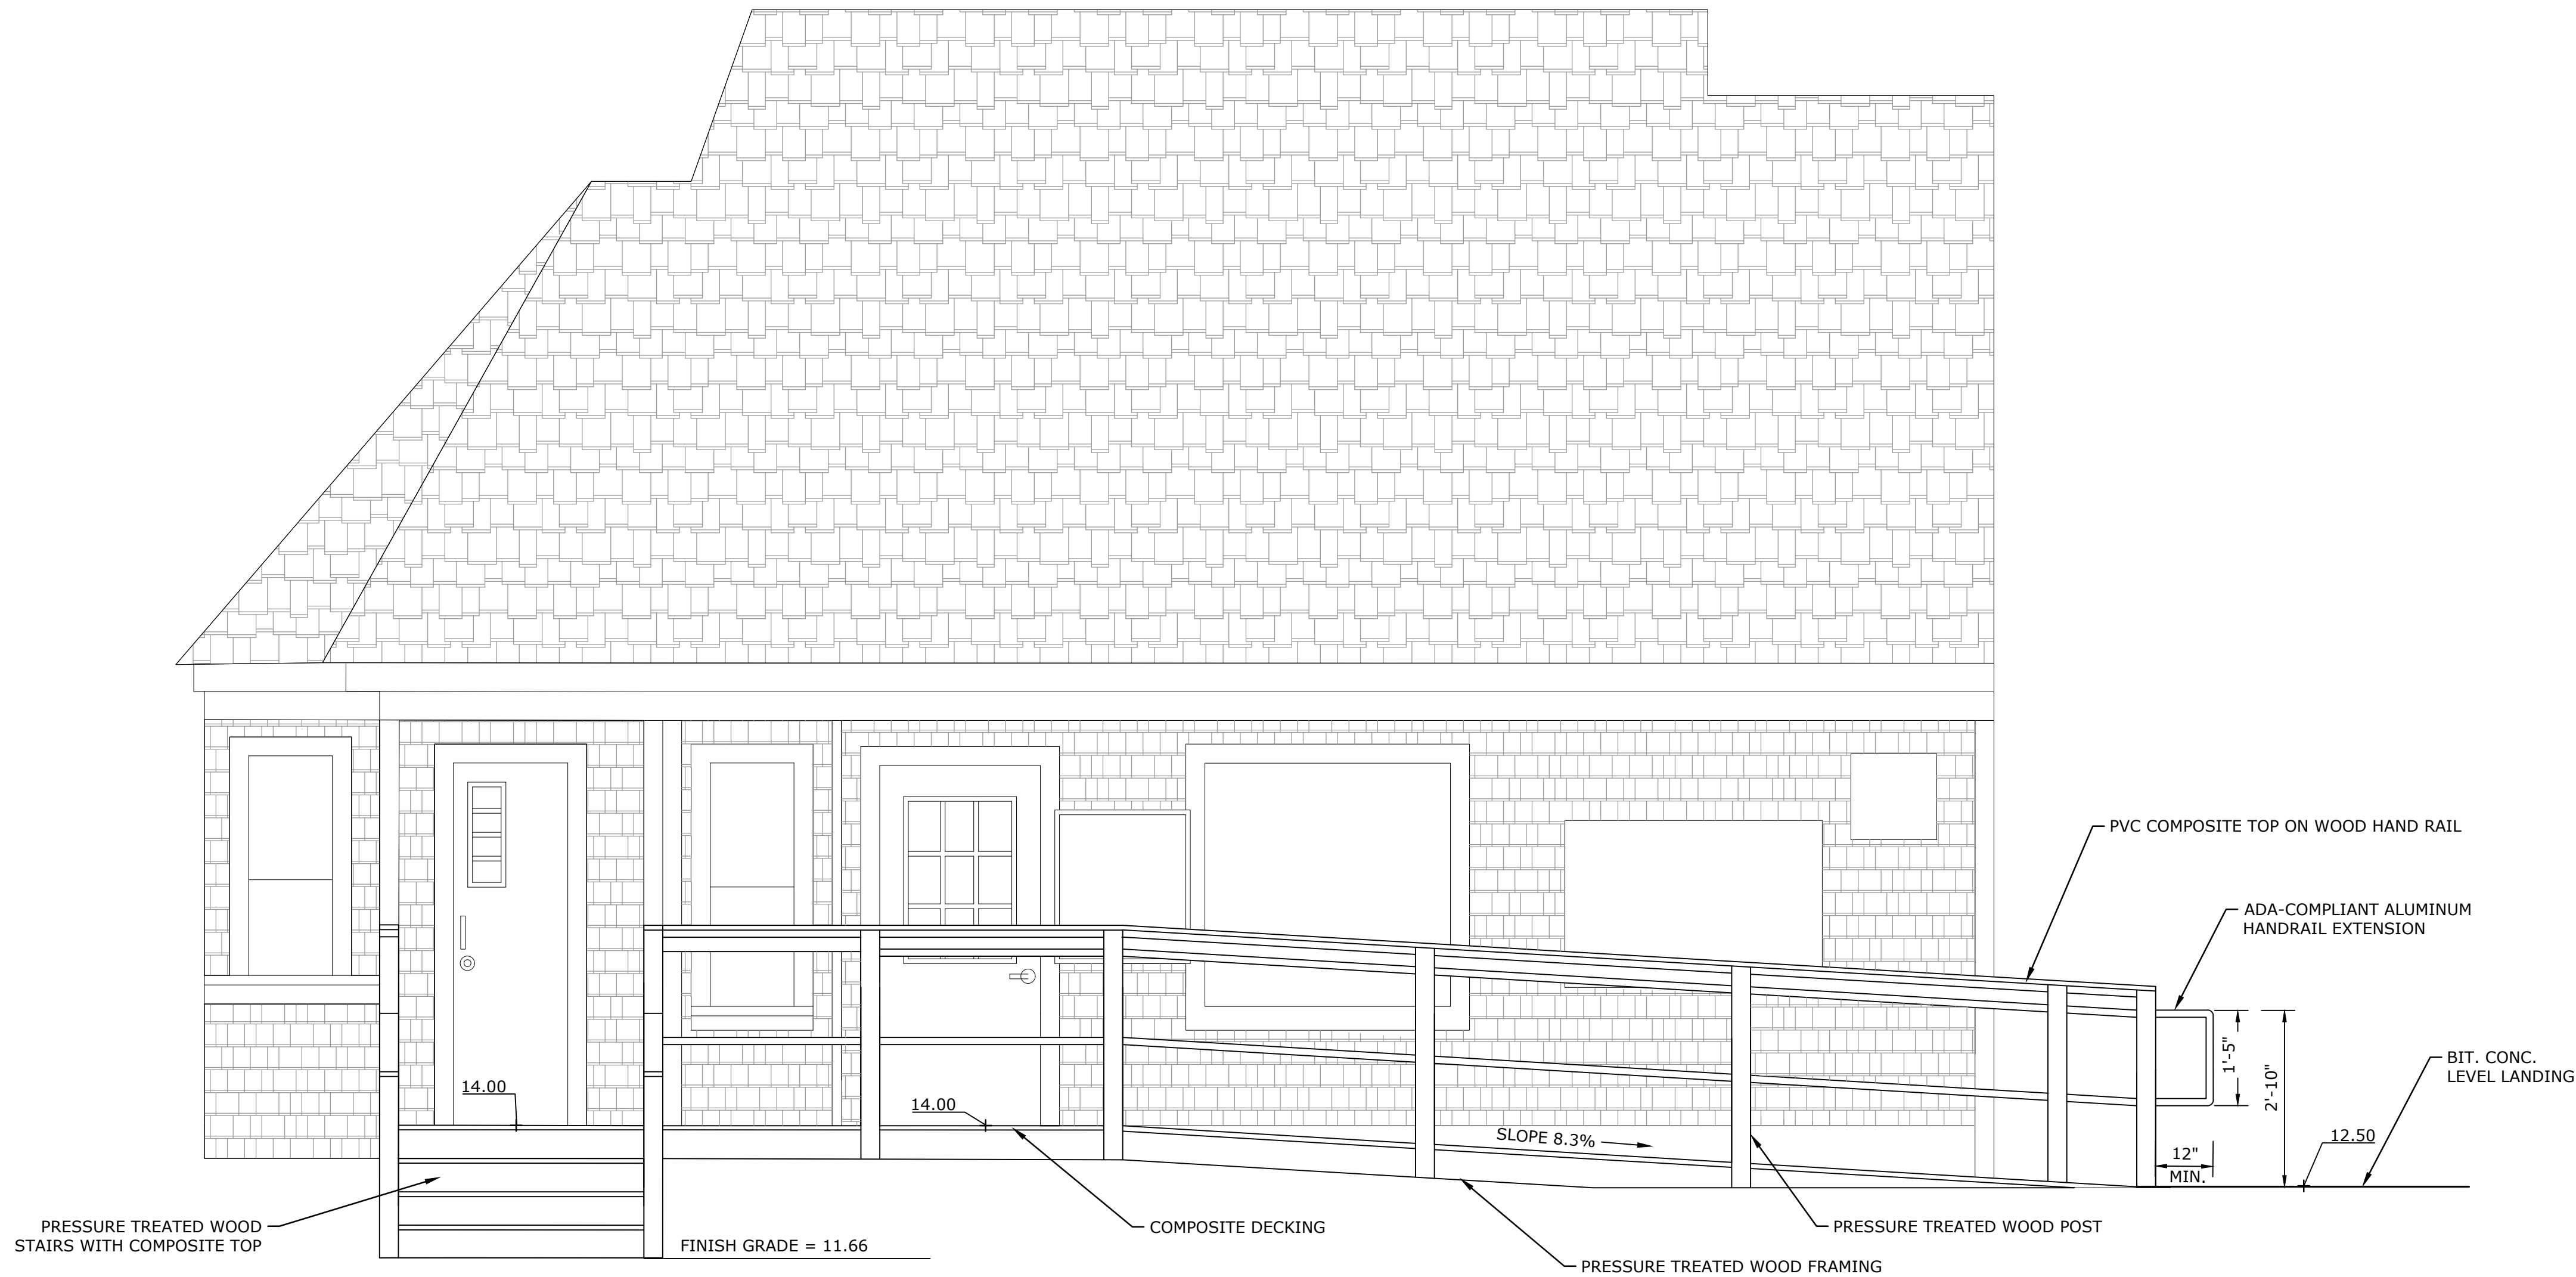 PVC COMPOSITE TOP ON WOOD HAND RAIL
ADA-COMPLIANT ALUMINUM
HANDRAIL EXTENSION
1'-5"
2'-10"
BIT. CONC.
LEVEL LANDING
14.00
14.00
SLOPE 8.3%
12.50
12"
MIN.
PRESSURE TREATED WOOD
STAIRS WITH COMPOSITE TOP
FINISH GRADE = 11.66
COMPOSITE DECKING
PRESSURE TREATED WOOD POST
PRESSURE TREATED WOOD FRAMING